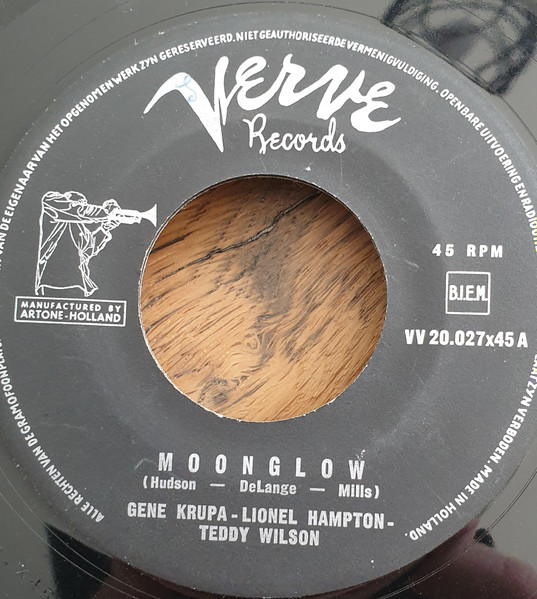 ALLE RECHTEN VAN DE GRAMOFOONPLATEN
VAN DE EIGENAAR VAN HET OPGENOMEN WERK ZYN GERESERVEERD. NIET GEAUTHORISEERDE VERMENIGVULDIGING, OPENBARE UITVOERING EN RADIO
ZYN VERBODEN. MADE IN HOLLAND.
Verve
Records
45 RPM
B.I.E.M.
MANUFACTURED BY
ARTONE-HOLLAND
VV 20.027x45 A
MOONGLOW
(Hudson — DeLange — Mills)
GENE KRUPA - LIONEL HAMPTON -
TEDDY WILSON